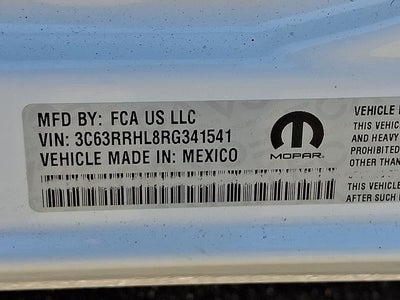 MFD BY: FCA US LLC
VIN: 3C63RRHL8RG341541
VEHICLE MADE IN: MEXICO
MOPAR
VEHICLE
THIS VEHICL
AND HEAVY
PROHIBITED
OTHER THAN
THIS VEHICLE
AFTER SUCH